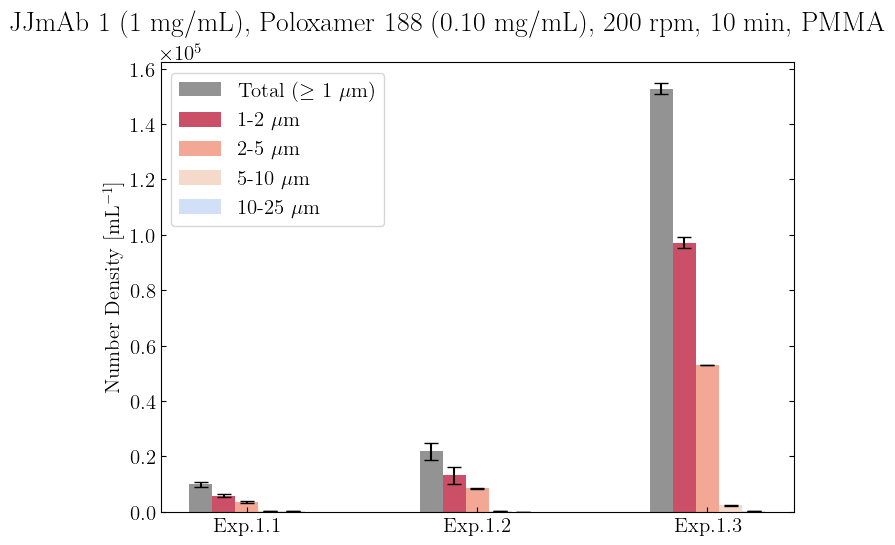 JJmAb 1 (1 mg/mL), Poloxamer 188 (0.10 mg/mL), 200 rpm, 10 min, PMMA
×10⁵
1.6
1.4
1.2
1.0
0.8
0.6
0.4
0.2
0.0
Number Density [mL⁻¹]
Total (≥ 1 μm)
1-2 μm
2-5 μm
5-10 μm
10-25 μm
Exp.1.1
Exp.1.2
Exp.1.3